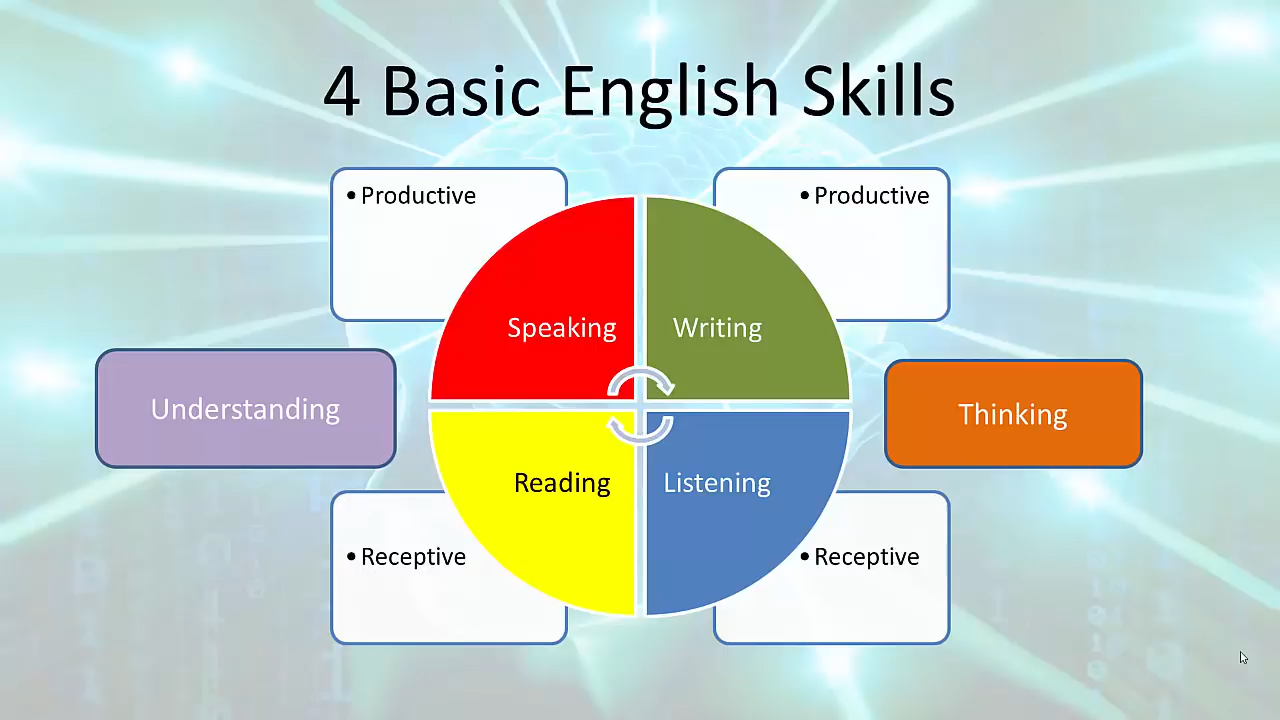 4 Basic English Skills
• Productive
• Productive
Speaking
Writing
Understanding
Thinking
Reading
Listening
• Receptive
• Receptive